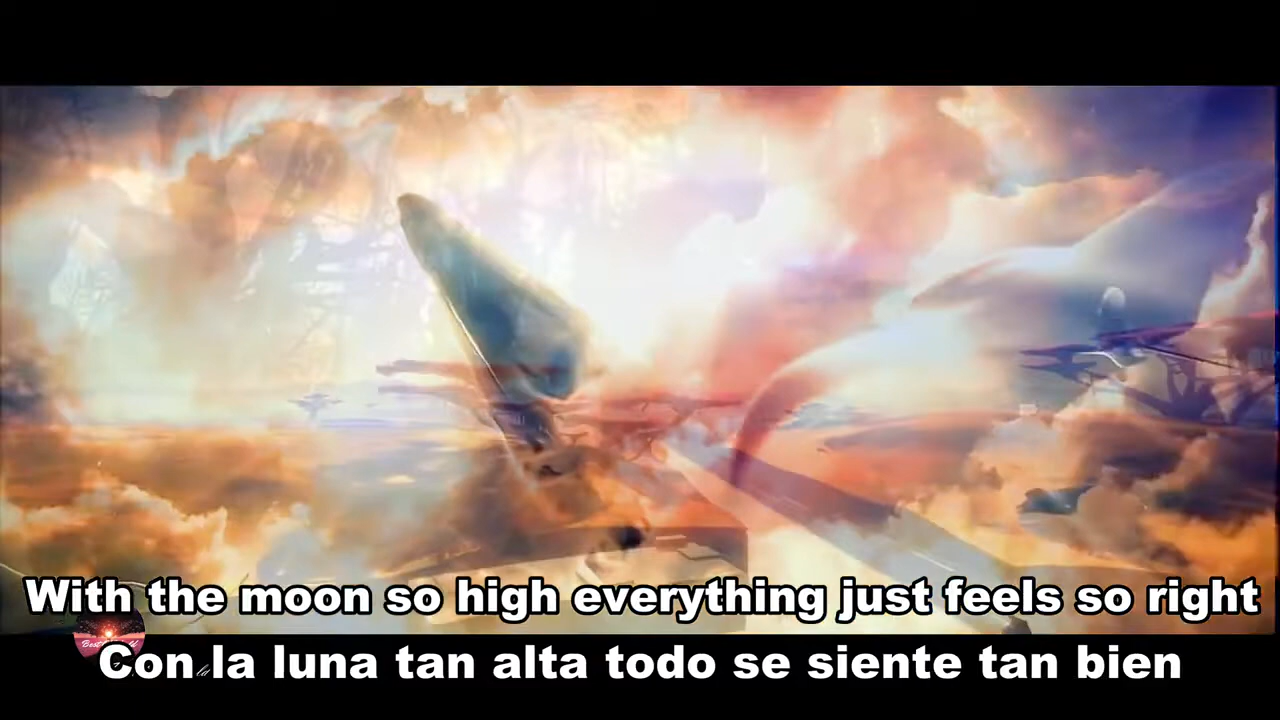 With the moon so high everything just feels so right
Con la luna tan alta todo se siente tan bien